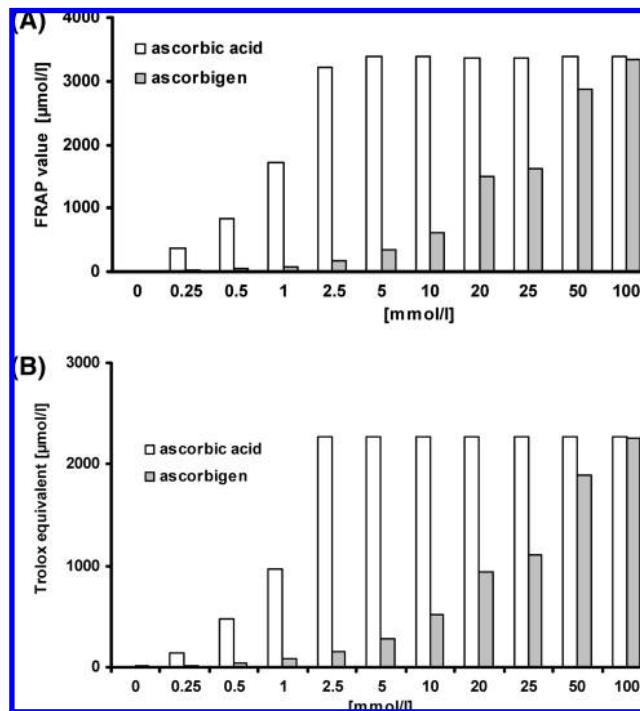 (A)
4000
3000
2000
1000
0
FRAP value [µmol/l]
ascorbic acid
ascorbigen
0 0.25 0.5 1 2.5 5 10 20 25 50 100
[mmol/l]
(B)
3000
2000
1000
0
Trolox equivalent [µmol/l]
ascorbic acid
ascorbigen
0 0.25 0.5 1 2.5 5 10 20 25 50 100
[mmol/l]